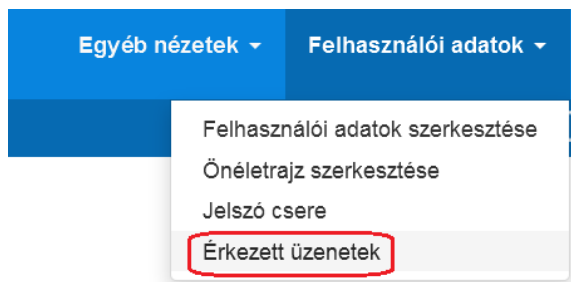 Egyéb nézetek Felhasználói adatok
Felhasználói adatok szerkesztése
Önéletrajz szerkesztése
Jelszó csere
Érkezett üzenetek